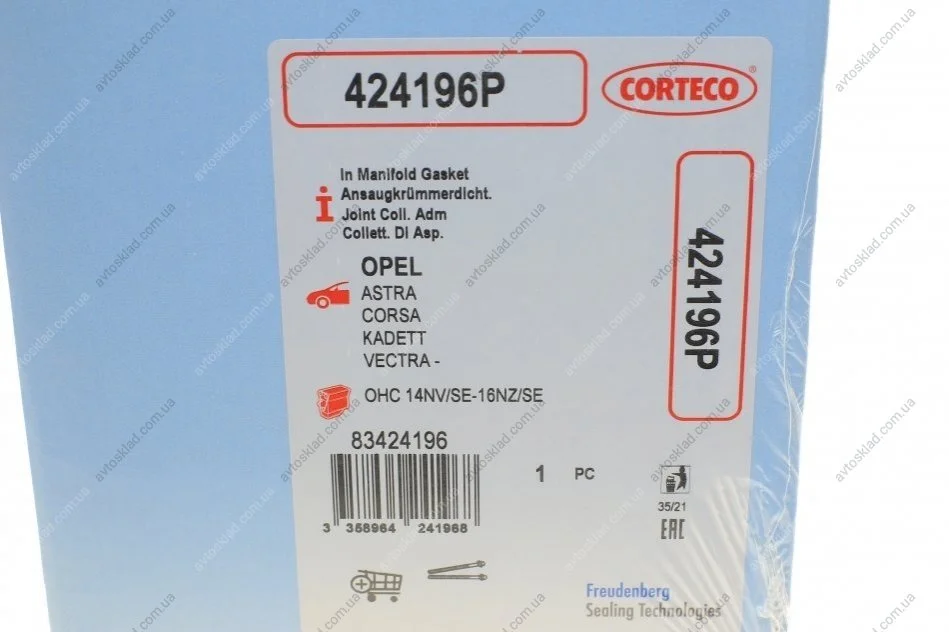 424196P
CORTECO®
In Manifold Gasket
Ansaugkrümmerdicht.
Joint Coll. Adm
Collett. DI Asp.
OPEL
ASTRA
CORSA
KADETT
VECTRA -
OHC 14NV/SE-16NZ/SE
424196P
83424196
3 358964 241968
1 PC
35/21
EAC
Freudenberg
Sealing Technologies
avtosklad.com.ua